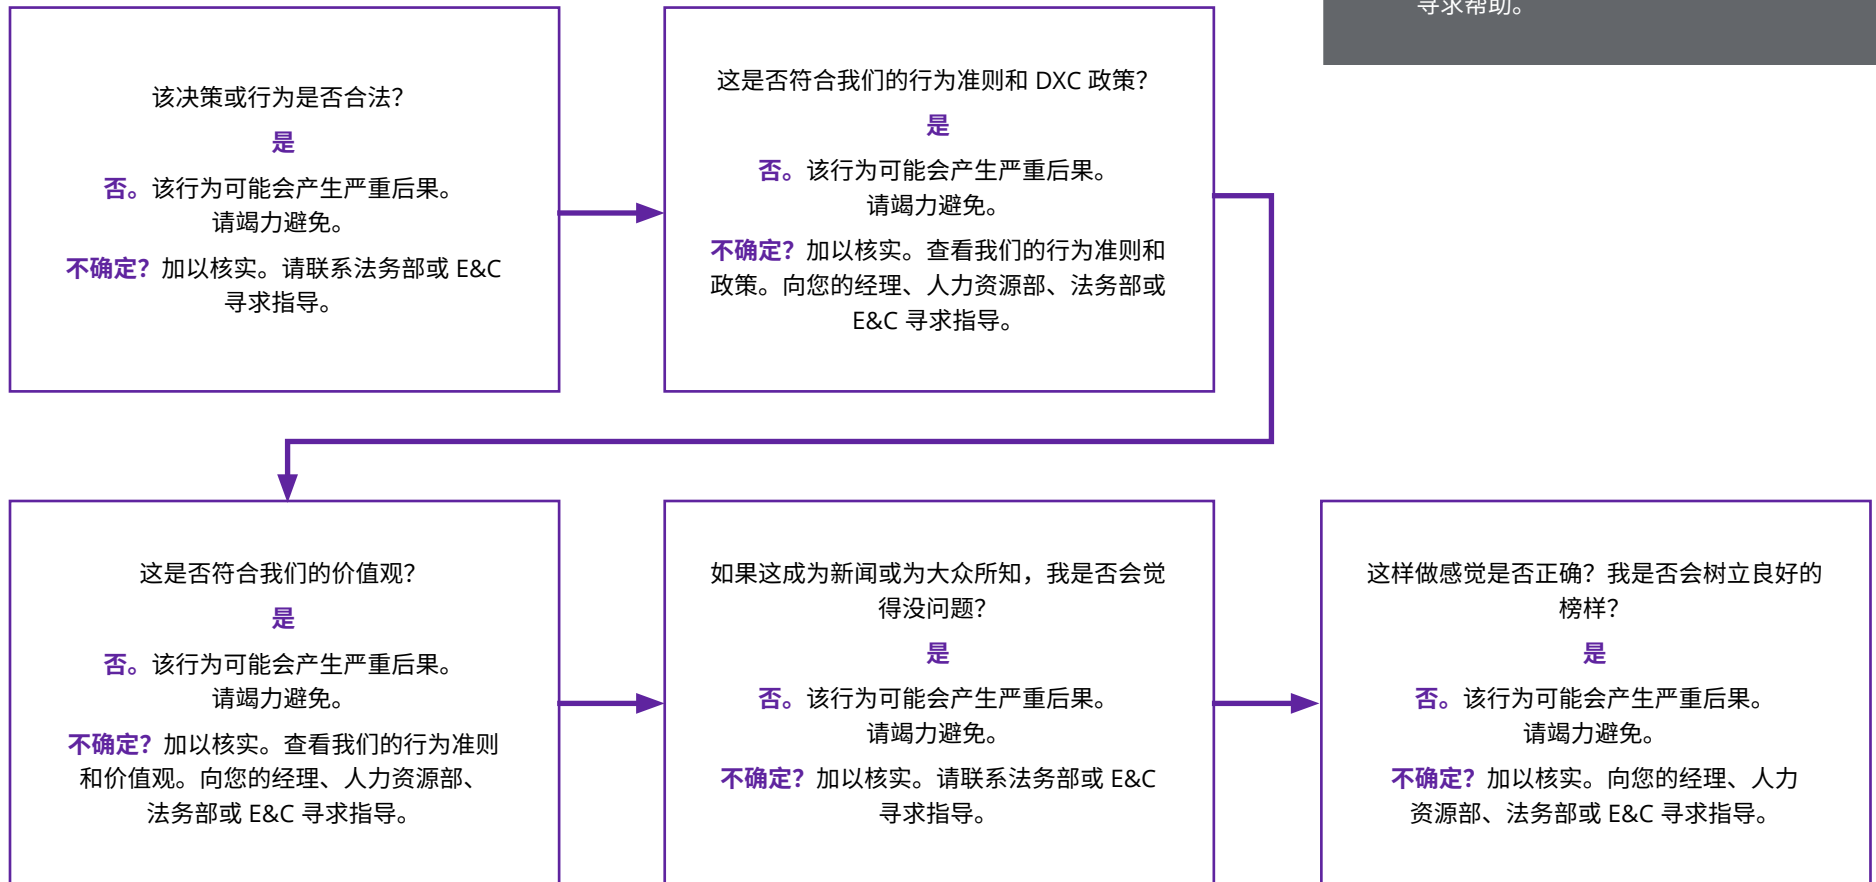 寻求帮助。
该决策或行为是否合法？
是
否。该行为可能会产生严重后果。
请竭力避免。
不确定？加以核实。请联系法务部或 E&C
寻求指导。
这是否符合我们的行为准则和 DXC 政策？
是
否。该行为可能会产生严重后果。
请竭力避免。
不确定？加以核实。查看我们的行为准则和
政策。向您的经理、人力资源部、法务部或
E&C 寻求指导。
这是否符合我们的价值观？
是
否。该行为可能会产生严重后果。
请竭力避免。
不确定？加以核实。查看我们的行为准则
和价值观。向您的经理、人力资源部、
法务部或 E&C 寻求指导。
如果这成为新闻或为大众所知，我是否会觉
得没问题？
是
否。该行为可能会产生严重后果。
请竭力避免。
不确定？加以核实。请联系法务部或 E&C
寻求指导。
这样做感觉是否正确？我是否会树立良好的
榜样？
是
否。该行为可能会产生严重后果。
请竭力避免。
不确定？加以核实。向您的经理、人力
资源部、法务部或 E&C 寻求指导。